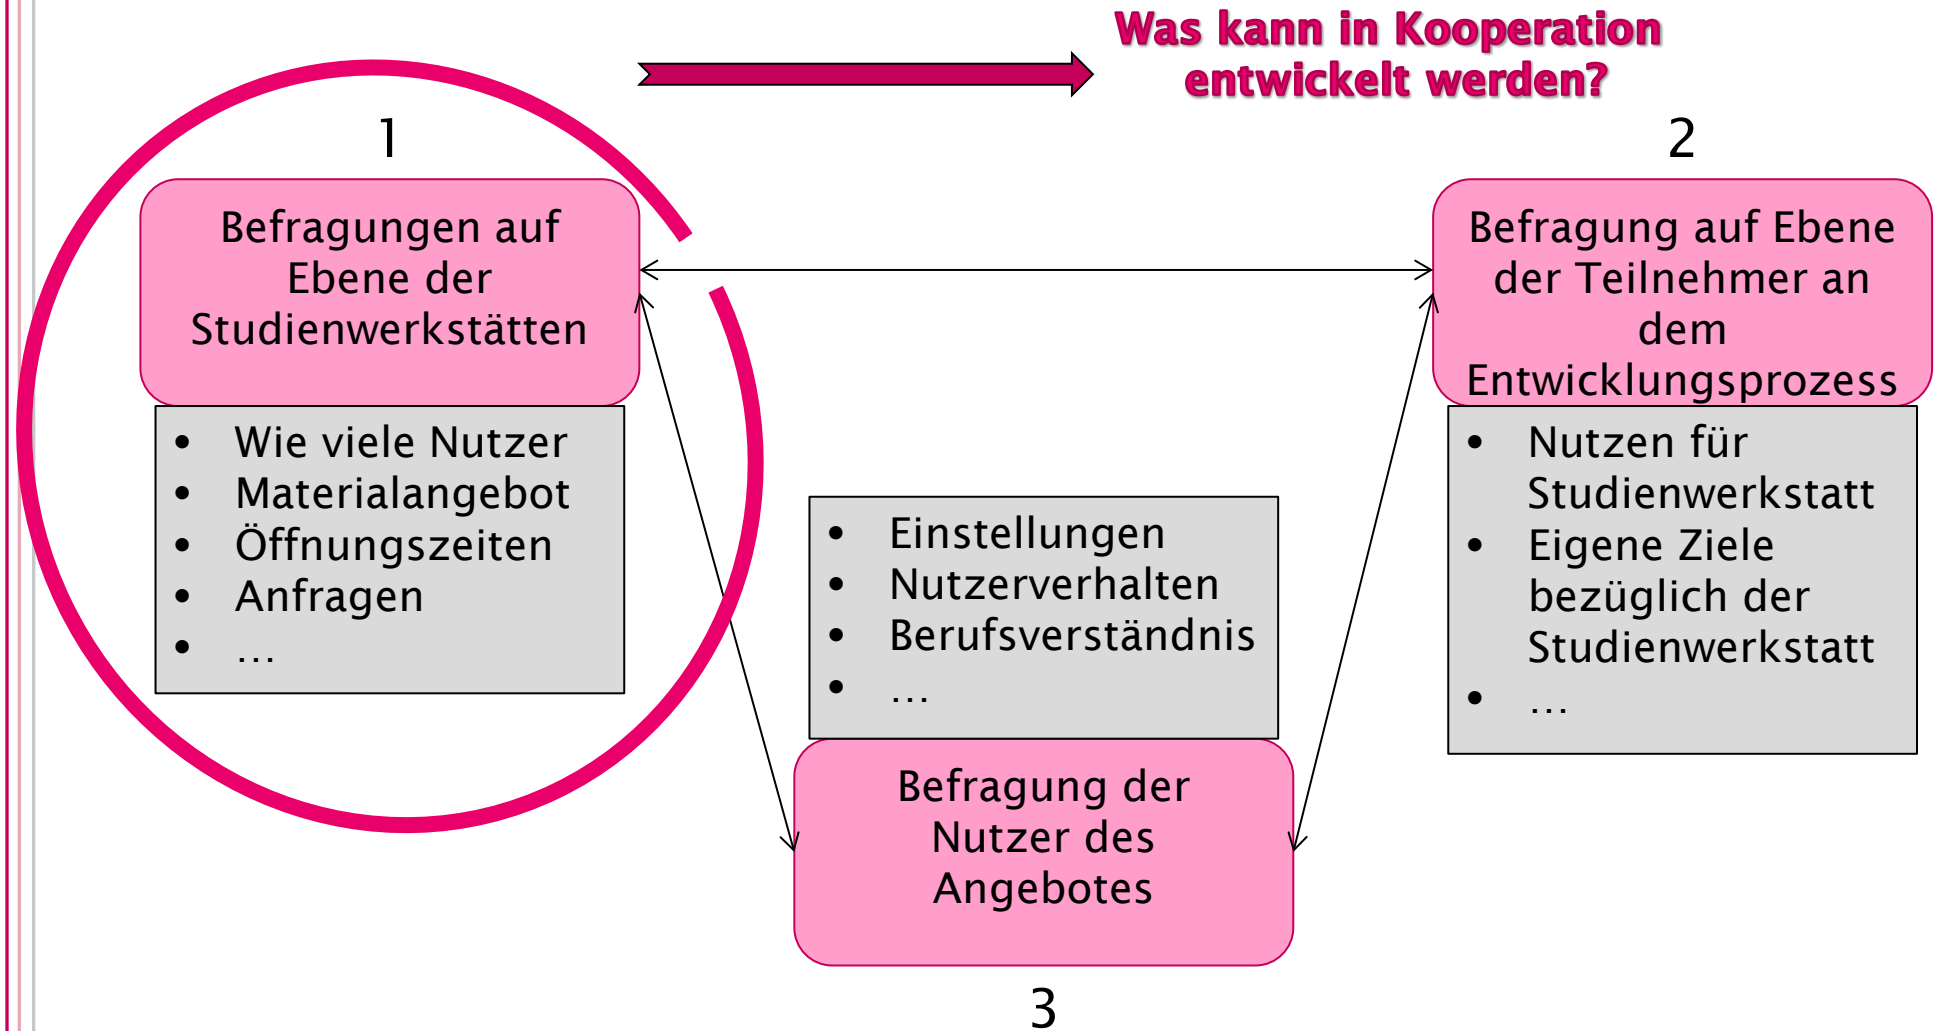 Was kann in Kooperation
entwickelt werden?
1
Befragungen auf
Ebene der
Studienwerkstätten
• Wie viele Nutzer
• Materialangebot
• Öffnungszeiten
• Anfragen
• …
2
Befragung auf Ebene
der Teilnehmer an
dem
Entwicklungsprozess
• Nutzen für
Studienwerkstatt
• Eigene Ziele
bezüglich der
Studienwerkstatt
• …
• Einstellungen
• Nutzerverhalten
• Berufsverständnis
• …
Befragung der
Nutzer des
Angebotes
3